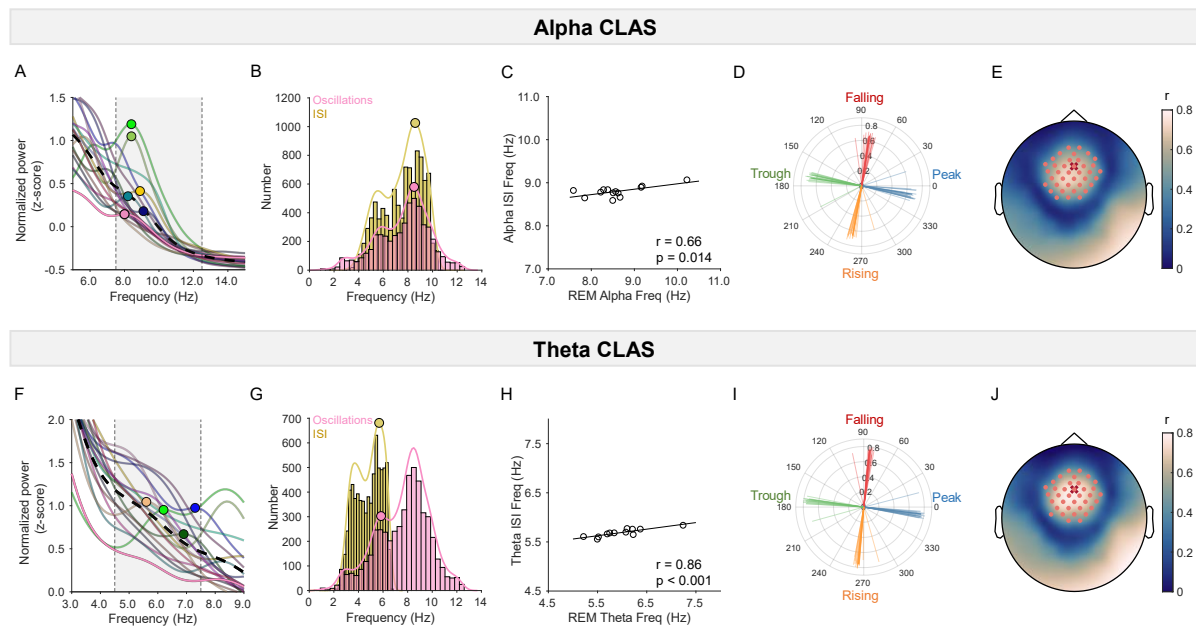 Alpha CLAS
A
1.5
1.0
0.5
0.0
-0.5
Normalized power
(z-score)
6.0 8.0 10.0 12.0 14.0
Frequency (Hz)
B
Oscillations
ISI
1200
1000
800
600
400
200
0
Number
0 2 4 6 8 10 12 14
Frequency (Hz)
C
11.0
9.0
7.0
Alpha ISI Freq (Hz)
r = 0.66
p = 0.014
7.0 8.0 9.0 10.0 11.0
REM Alpha Freq (Hz)
D
Falling
90
120 60
0.8
0.6
150 30
0.4
0.2
Trough Peak
180 0
210 330
240 300
270
Rising
E
r
0.8
0.6
0.4
0.2
0
Theta CLAS
F
2.0
1.5
1.0
0.5
0.0
Normalized power
(z-score)
3.0 4.0 5.0 6.0 7.0 8.0 9.0
Frequency (Hz)
G
Oscillations
ISI
700
600
500
400
300
200
100
0
Number
0 2 4 6 8 10 12 14
Frequency (Hz)
H
7.5
6.5
5.5
4.5
Theta ISI Freq (Hz)
r = 0.86
p < 0.001
4.5 5.5 6.5 7.5
REM Theta Freq (Hz)
I
Falling
90
120 60
0.8
0.6
150 30
0.4
0.2
Trough Peak
180 0
210 330
240 300
270
Rising
J
r
0.8
0.6
0.4
0.2
0